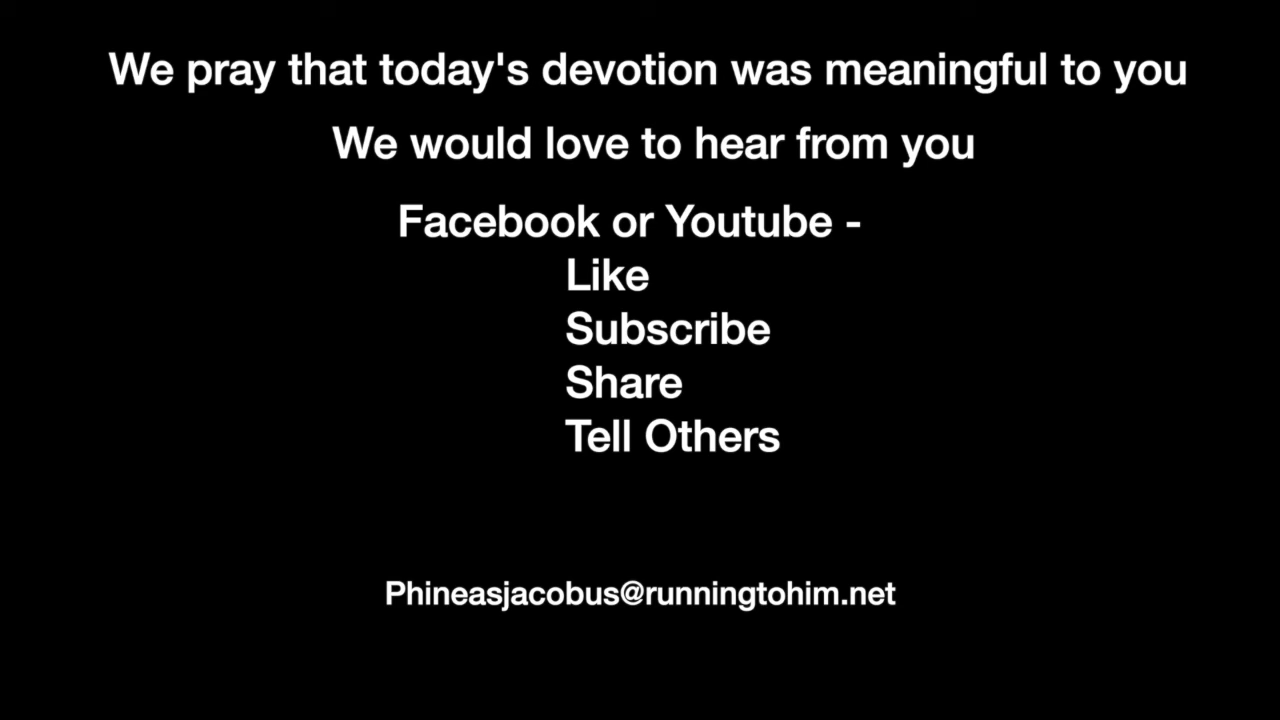 We pray that today's devotion was meaningful to you
We would love to hear from you
Facebook or Youtube -
Like
Subscribe
Share
Tell Others
Phineasjacobus@runningtohim.net